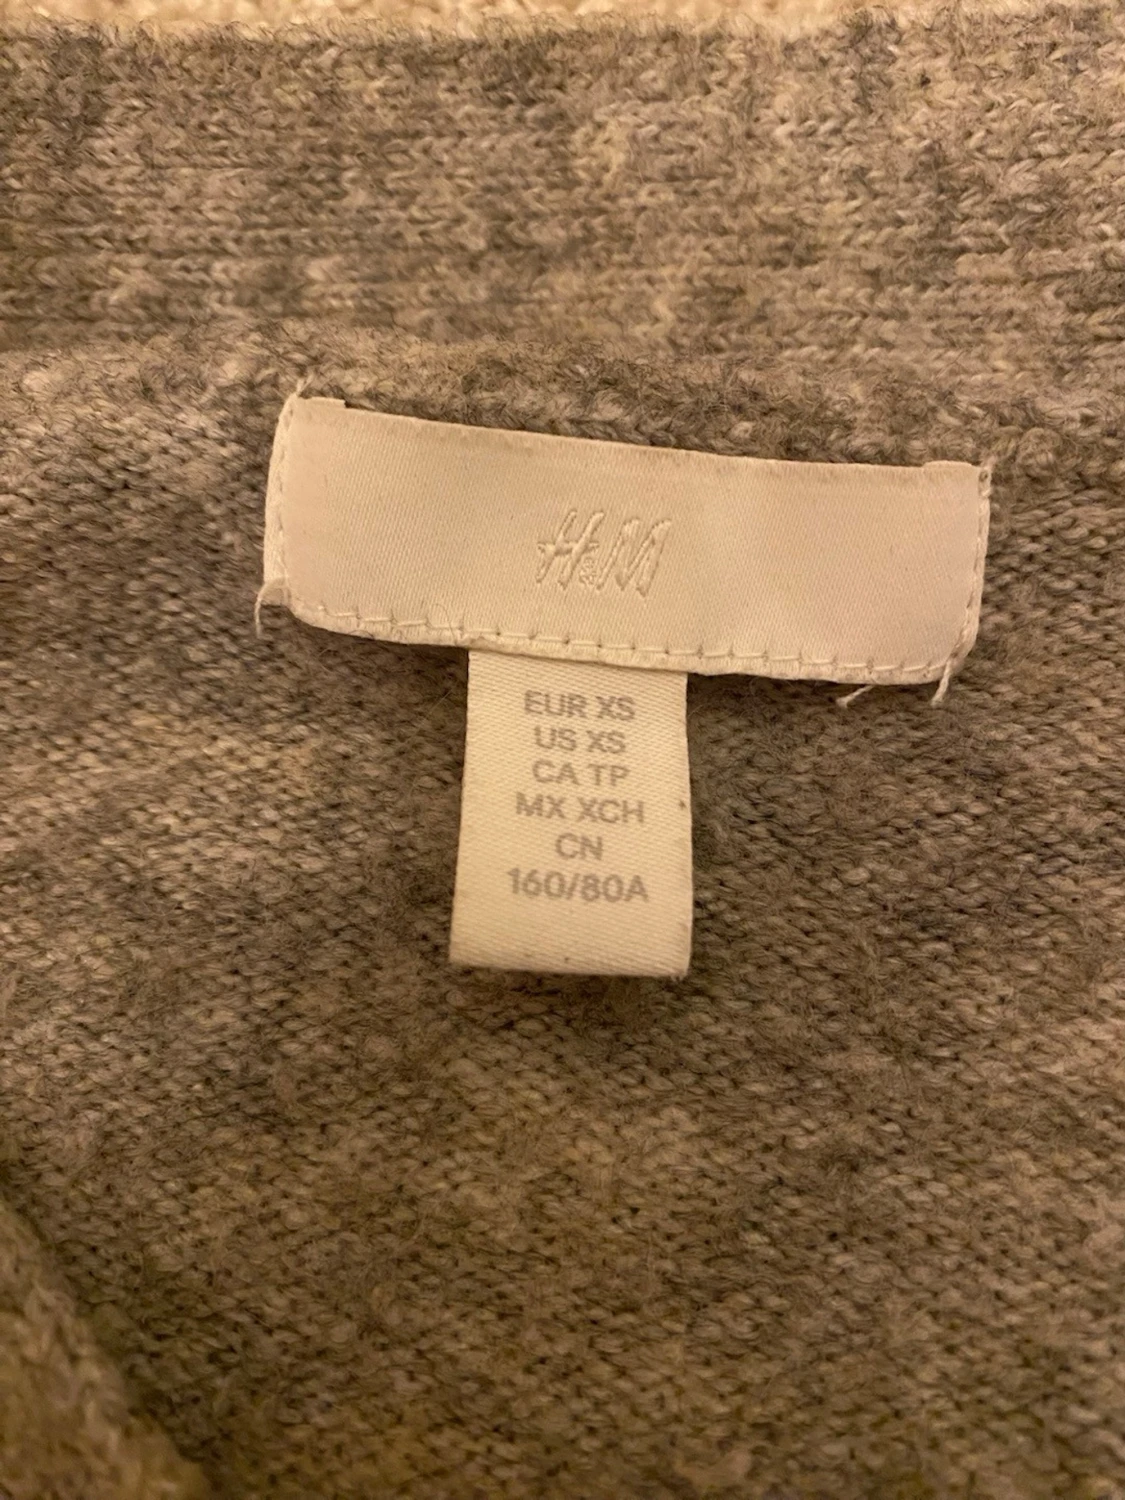 H&M
EUR XS
US XS
CA TP
MX XCH
CN
160/80A